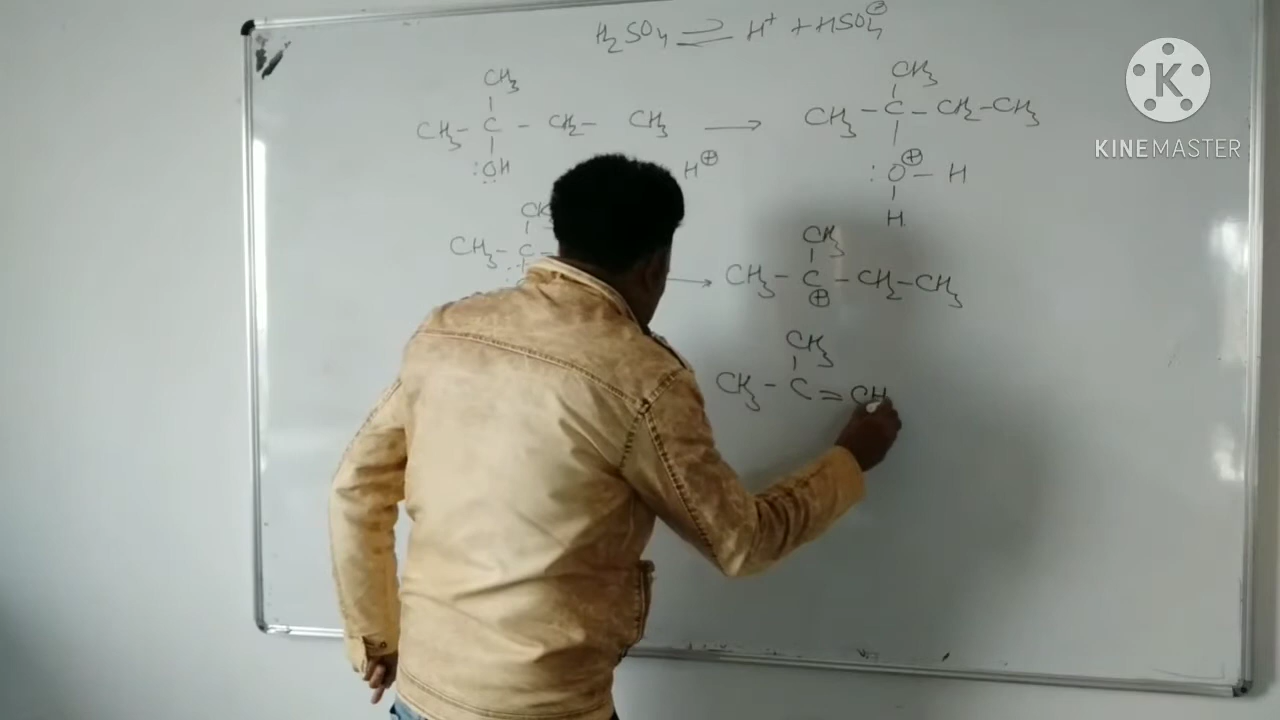 H₂SO₄ ⇌ H⁺ + HSO₄⊖
CH₃
CH₃ – C – CH₂ – CH₃ →
:OH
H⊕
CH₃
CH₃ – C – CH₂ – CH₃
:O⊕ – H
H
CH₃ – C
→
CH₃
CH₃ – C – CH₂ – CH₃
⊕
CH₃
CH₃ – C = CH
K
KINEMASTER